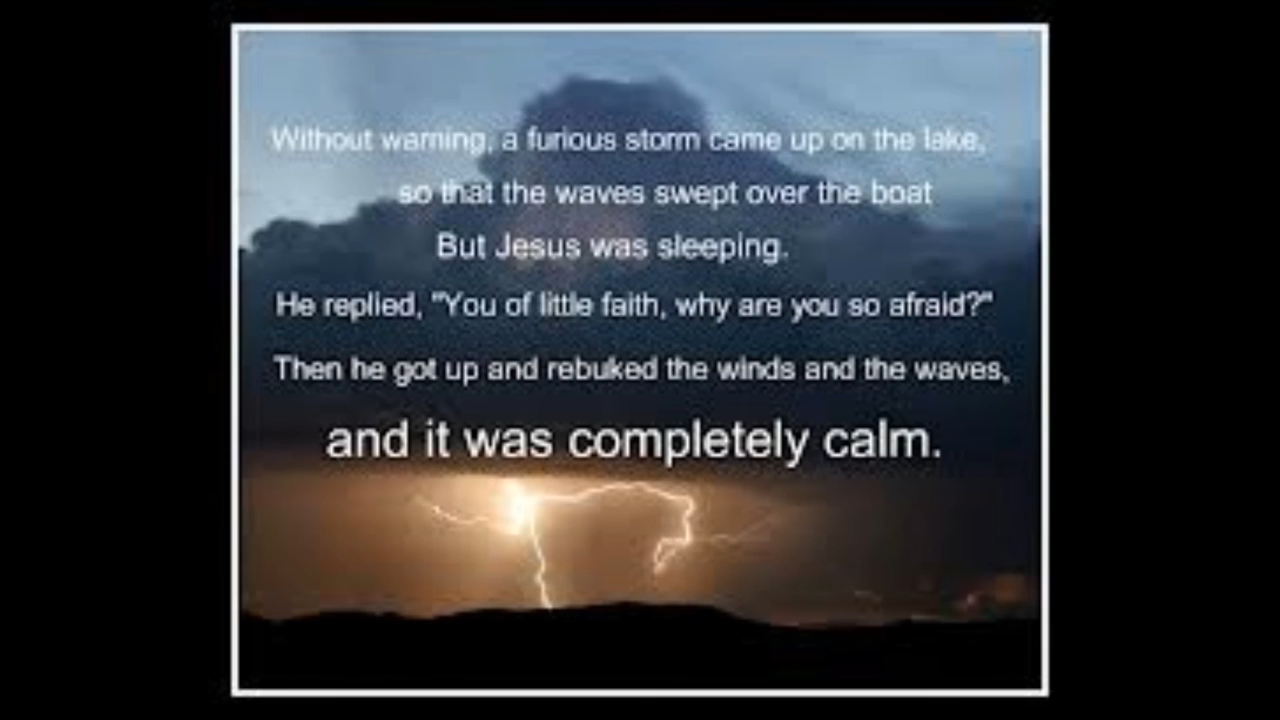 Without warning, a furious storm came up on the lake,
so that the waves swept over the boat
But Jesus was sleeping.
He replied, "You of little faith, why are you so afraid?"
Then he got up and rebuked the winds and the waves,
and it was completely calm.